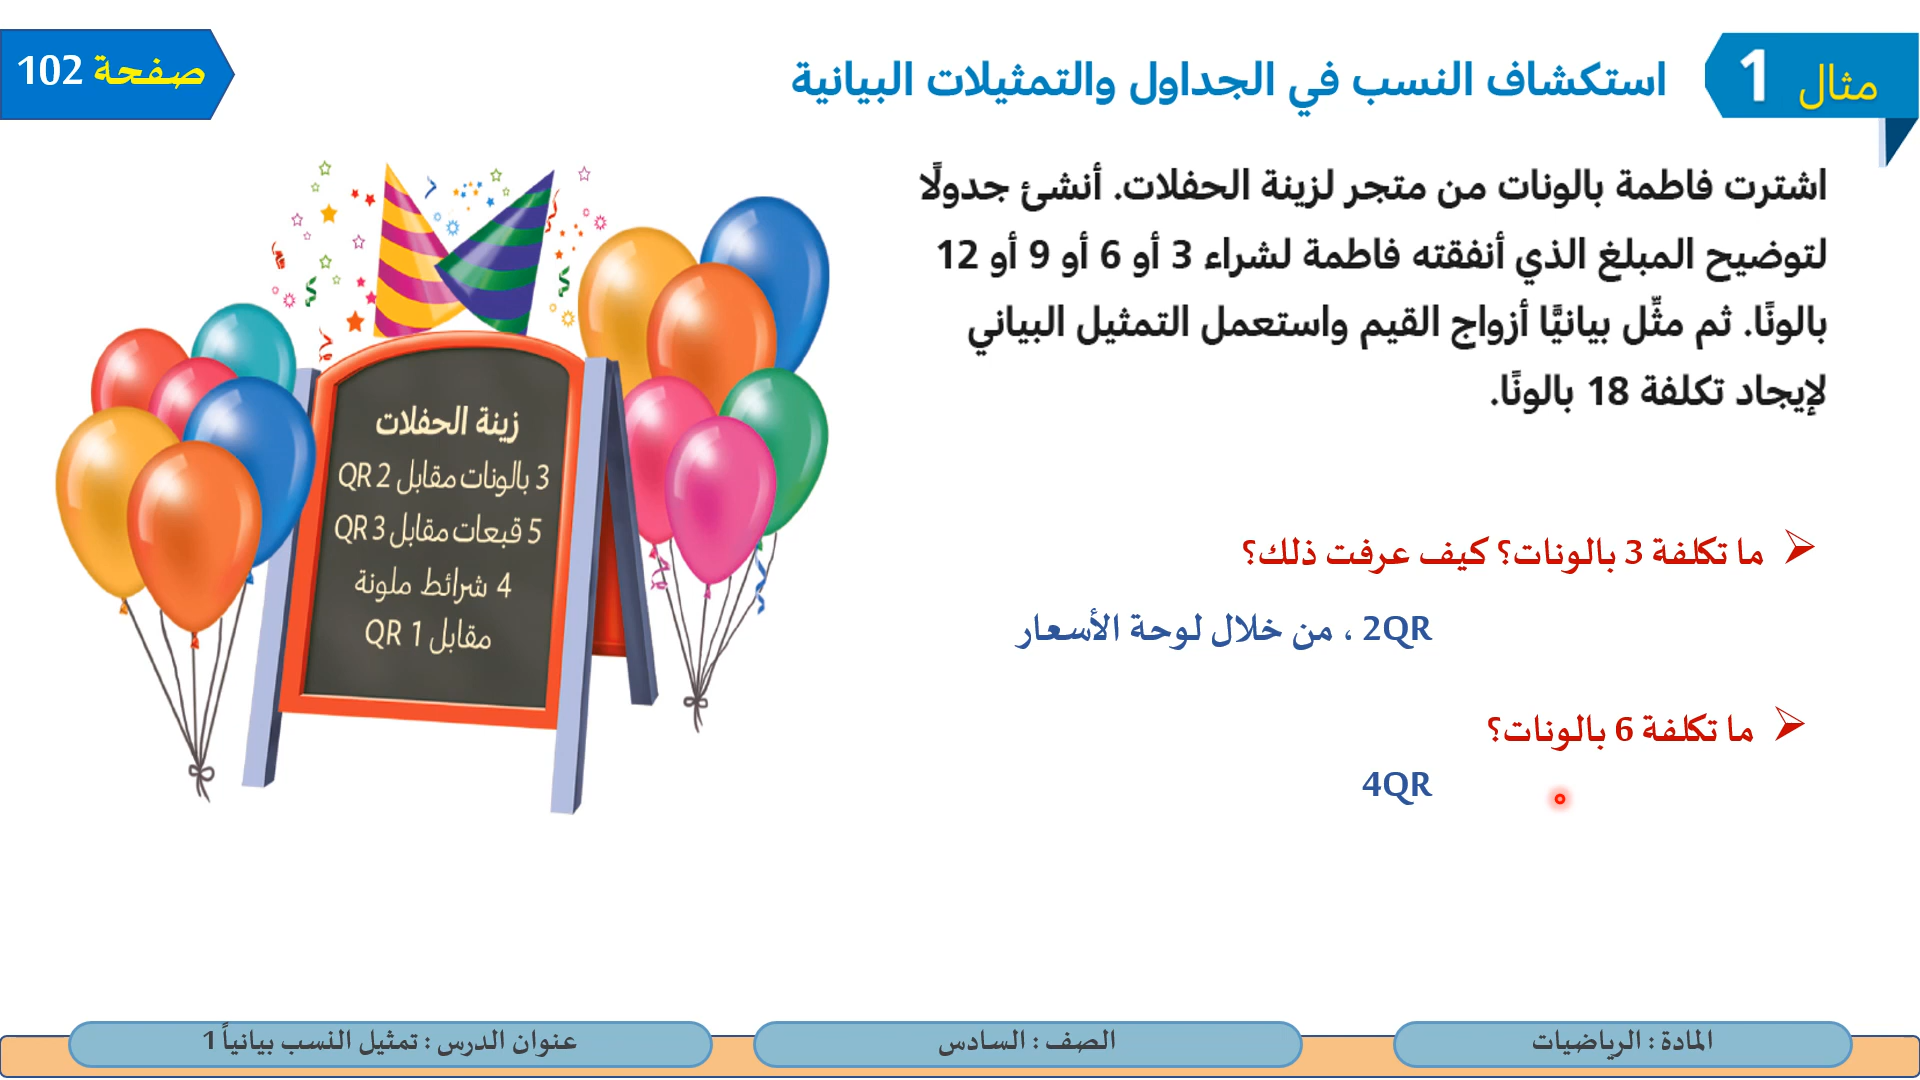 مثال 1
استكشاف النسب في الجداول والتمثيلات البيانية
صفحة 102
اشترت فاطمة بالونات من متجر لزينة الحفلات. أنشئ جدولًا
لتوضيح المبلغ الذي أنفقته فاطمة لشراء 3 أو 6 أو 9 أو 12
بالونًا. ثم مثِّل بيانيًّا أزواج القيم واستعمل التمثيل البياني
لإيجاد تكلفة 18 بالونًا.
زينة الحفلات
3 بالونات مقابل QR 2
5 قبعات مقابل QR 3
4 شرائط ملونة
مقابل QR 1
ما تكلفة 3 بالونات؟ كيف عرفت ذلك؟
2QR ، من خلال لوحة الأسعار
ما تكلفة 6 بالونات؟
4QR
المادة : الرياضيات
الصف : السادس
عنوان الدرس : تمثيل النسب بيانياً 1